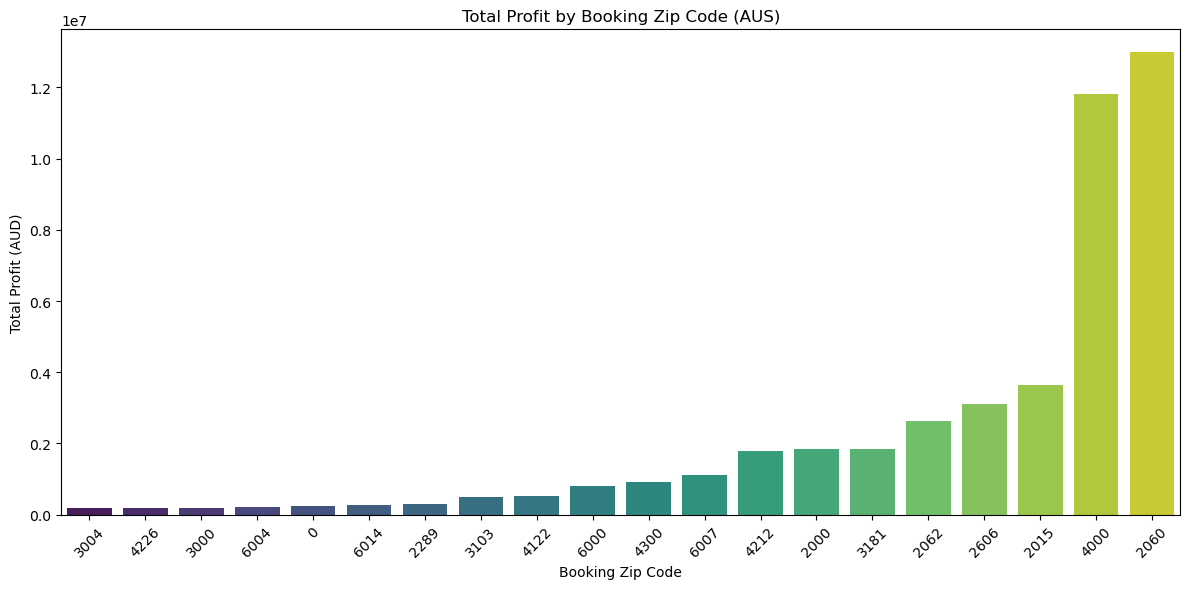 Total Profit by Booking Zip Code (AUS)
1e7
Total Profit (AUD)
1.2
1.0
0.8
0.6
0.4
0.2
0.0
3004 4226 3000 6004 0 6014 2289 3103 4122 6000 4300 6007 4212 2000 3181 2062 2606 2015 4000 2060
Booking Zip Code